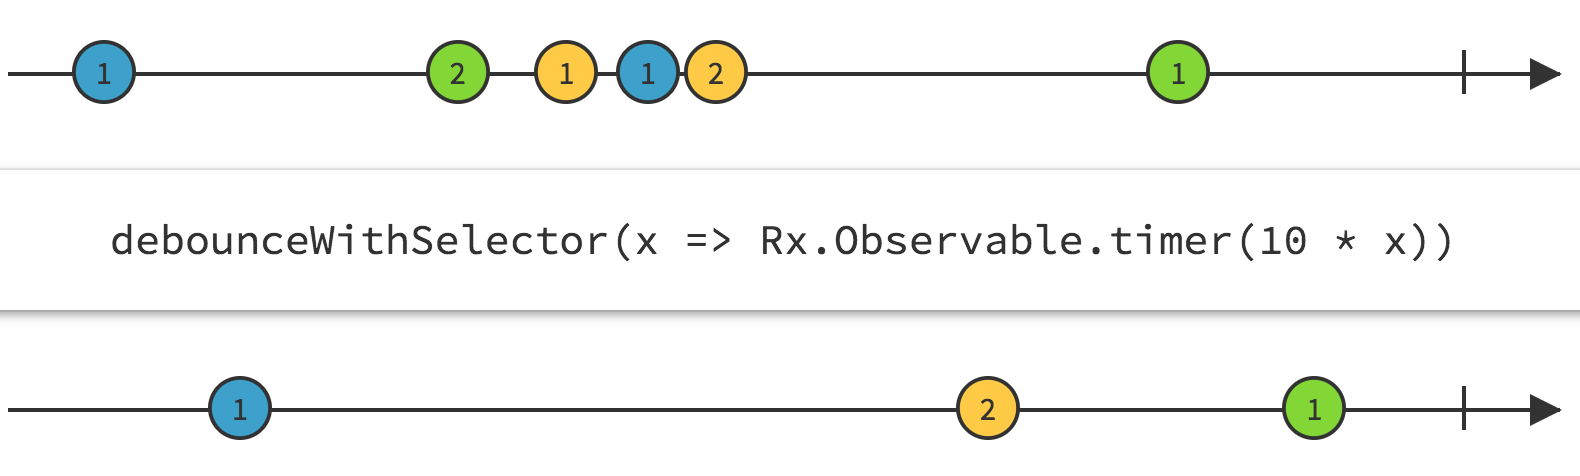 1 2 1 1 2 1
debounceWithSelector(x => Rx.Observable.timer(10 * x))
1 2 1